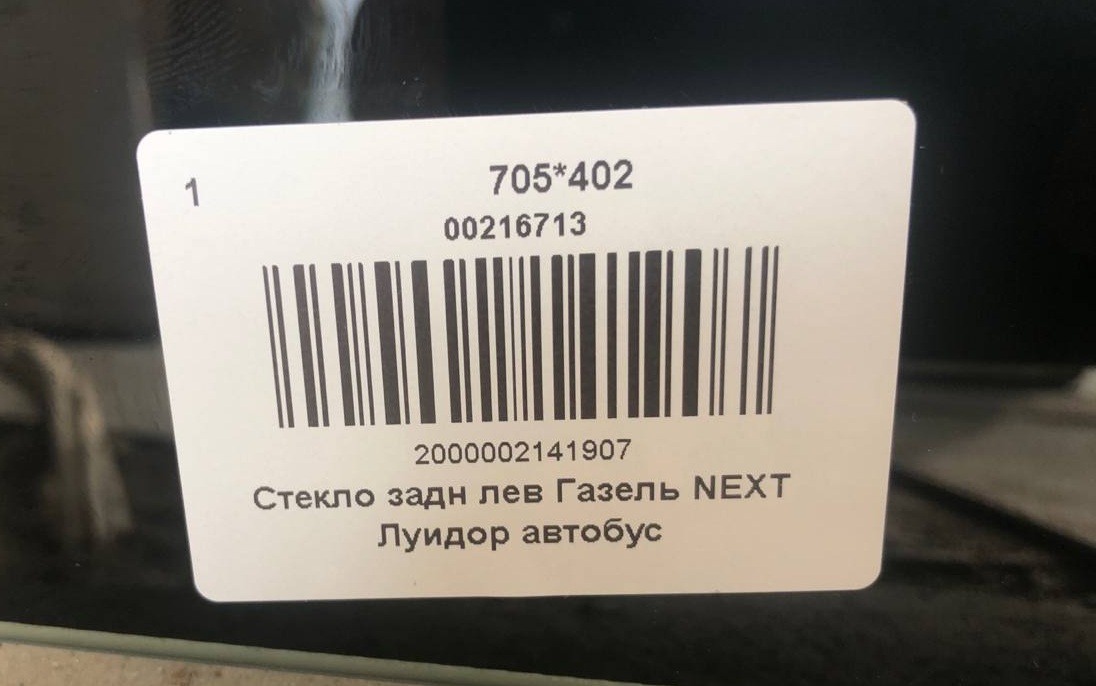 1 705*402
00216713
2000002141907
Стекло задн лев Газель NEXT
Луидор автобус